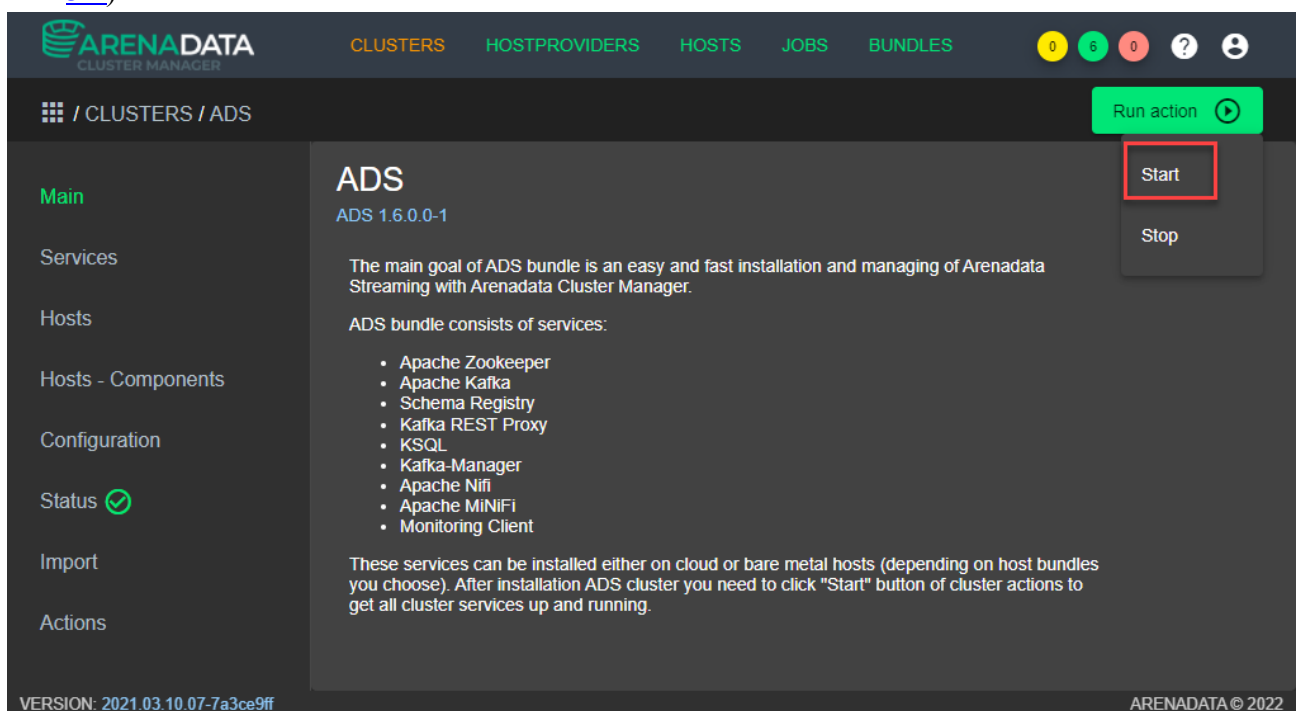 ARENADATA
CLUSTER MANAGER
CLUSTERS HOSTPROVIDERS HOSTS JOBS BUNDLES 0 6 0 ?
/ CLUSTERS / ADS
Run action
Start
Stop
Main
Services
Hosts
Hosts - Components
Configuration
Status
Import
Actions
ADS
ADS 1.6.0.0-1
The main goal of ADS bundle is an easy and fast installation and managing of Arenadata
Streaming with Arenadata Cluster Manager.
ADS bundle consists of services:
• Apache Zookeeper
• Apache Kafka
• Schema Registry
• Kafka REST Proxy
• KSQL
• Kafka-Manager
• Apache Nifi
• Apache MiNiFi
• Monitoring Client
These services can be installed either on cloud or bare metal hosts (depending on host bundles
you choose). After installation ADS cluster you need to click "Start" button of cluster actions to
get all cluster services up and running.
VERSION: 2021.03.10.07-7a3ce9ff
ARENADATA © 2022